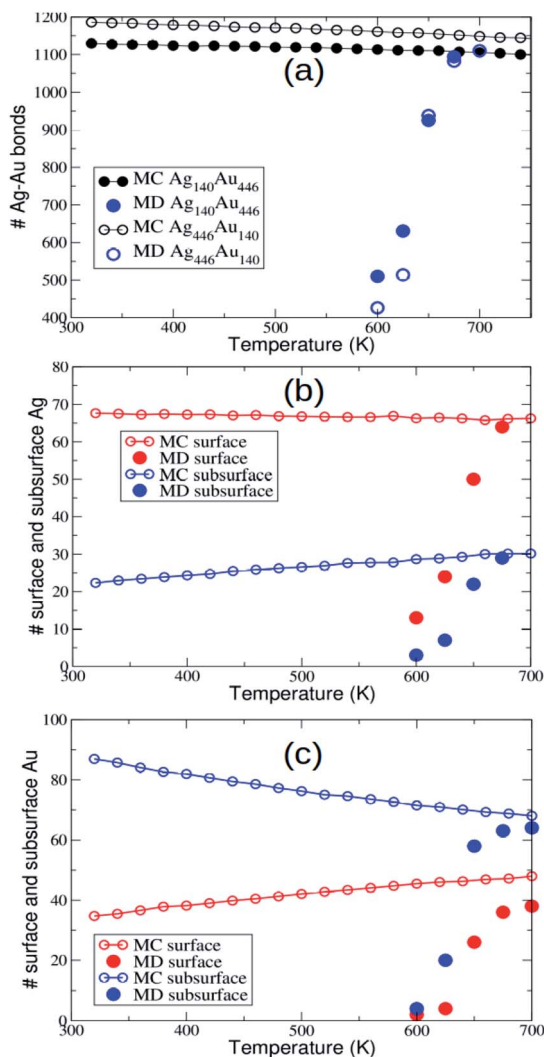 1200
1100
1000
900
800
700
600
500
400
(a)
# Ag-Au bonds
MC Ag140Au446
MD Ag140Au446
MC Ag446Au140
MD Ag446Au140
300 400 500 600 700
Temperature (K)
80
70
60
50
40
30
20
10
0
(b)
# surface and subsurface Ag
MC surface
MD surface
MC subsurface
MD subsurface
300 400 500 600 700
Temperature (K)
100
80
60
40
20
0
(c)
# surface and subsurface Au
MC surface
MD surface
MC subsurface
MD subsurface
300 400 500 600 700
Temperature (K)